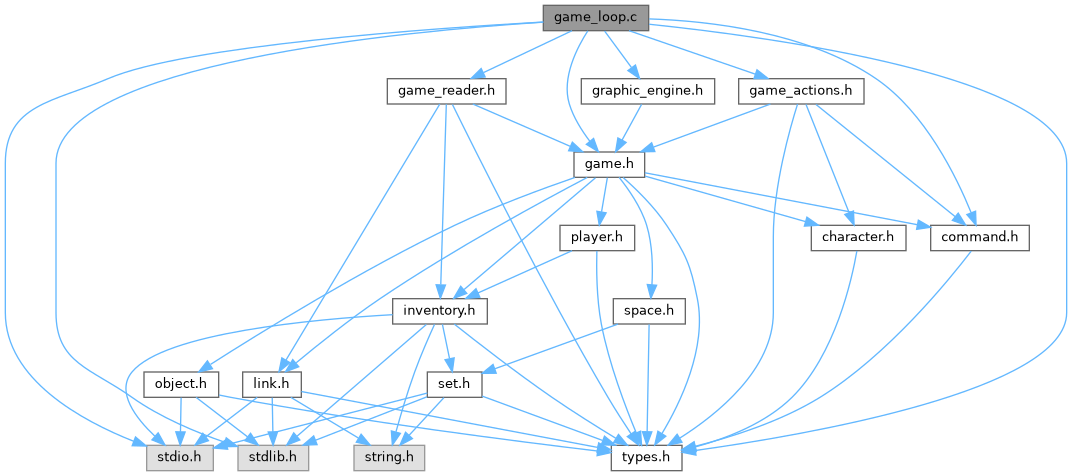 game_loop.c
game_reader.h
graphic_engine.h
game_actions.h
game.h
player.h
character.h
command.h
inventory.h
space.h
object.h
link.h
set.h
stdio.h
stdlib.h
string.h
types.h